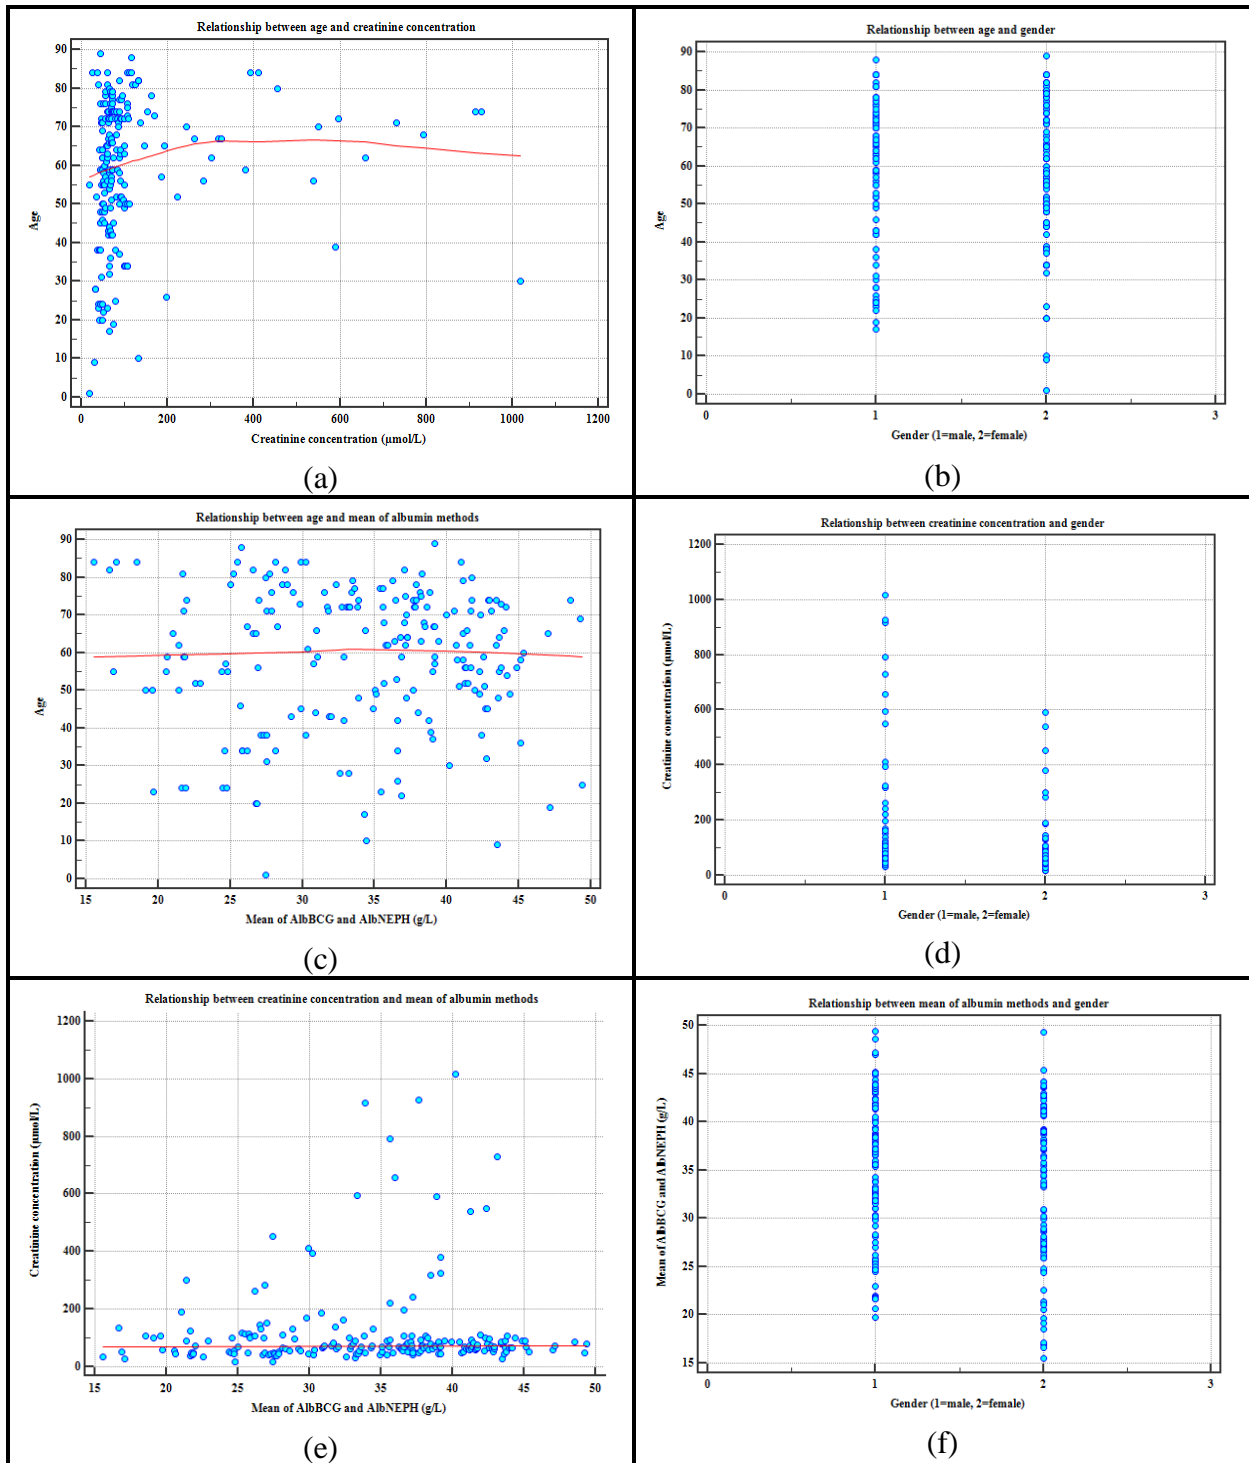 Relationship between age and creatinine concentration
90
80
70
60
50
40
30
20
10
0
Age
0 200 400 600 800 1000 1200
Creatinine concentration (µmol/L)
(a)
Relationship between age and gender
90
80
70
60
50
40
30
20
10
0
Age
0 1 2 3
Gender (1=male, 2=female)
(b)
Relationship between age and mean of albumin methods
90
80
70
60
50
40
30
20
10
0
Age
15 20 25 30 35 40 45 50
Mean of AlbBCG and AlbNEPH (g/L)
(c)
Relationship between creatinine concentration and gender
1200
1000
800
600
400
200
0
Creatinine concentration (µmol/L)
0 1 2 3
Gender (1=male, 2=female)
(d)
Relationship between creatinine concentration and mean of albumin methods
1200
1000
800
600
400
200
0
Creatinine concentration (µmol/L)
15 20 25 30 35 40 45 50
Mean of AlbBCG and AlbNEPH (g/L)
(e)
Relationship between mean of albumin methods and gender
50
45
40
35
30
25
20
15
Mean of AlbBCG and AlbNEPH (g/L)
0 1 2 3
Gender (1=male, 2=female)
(f)